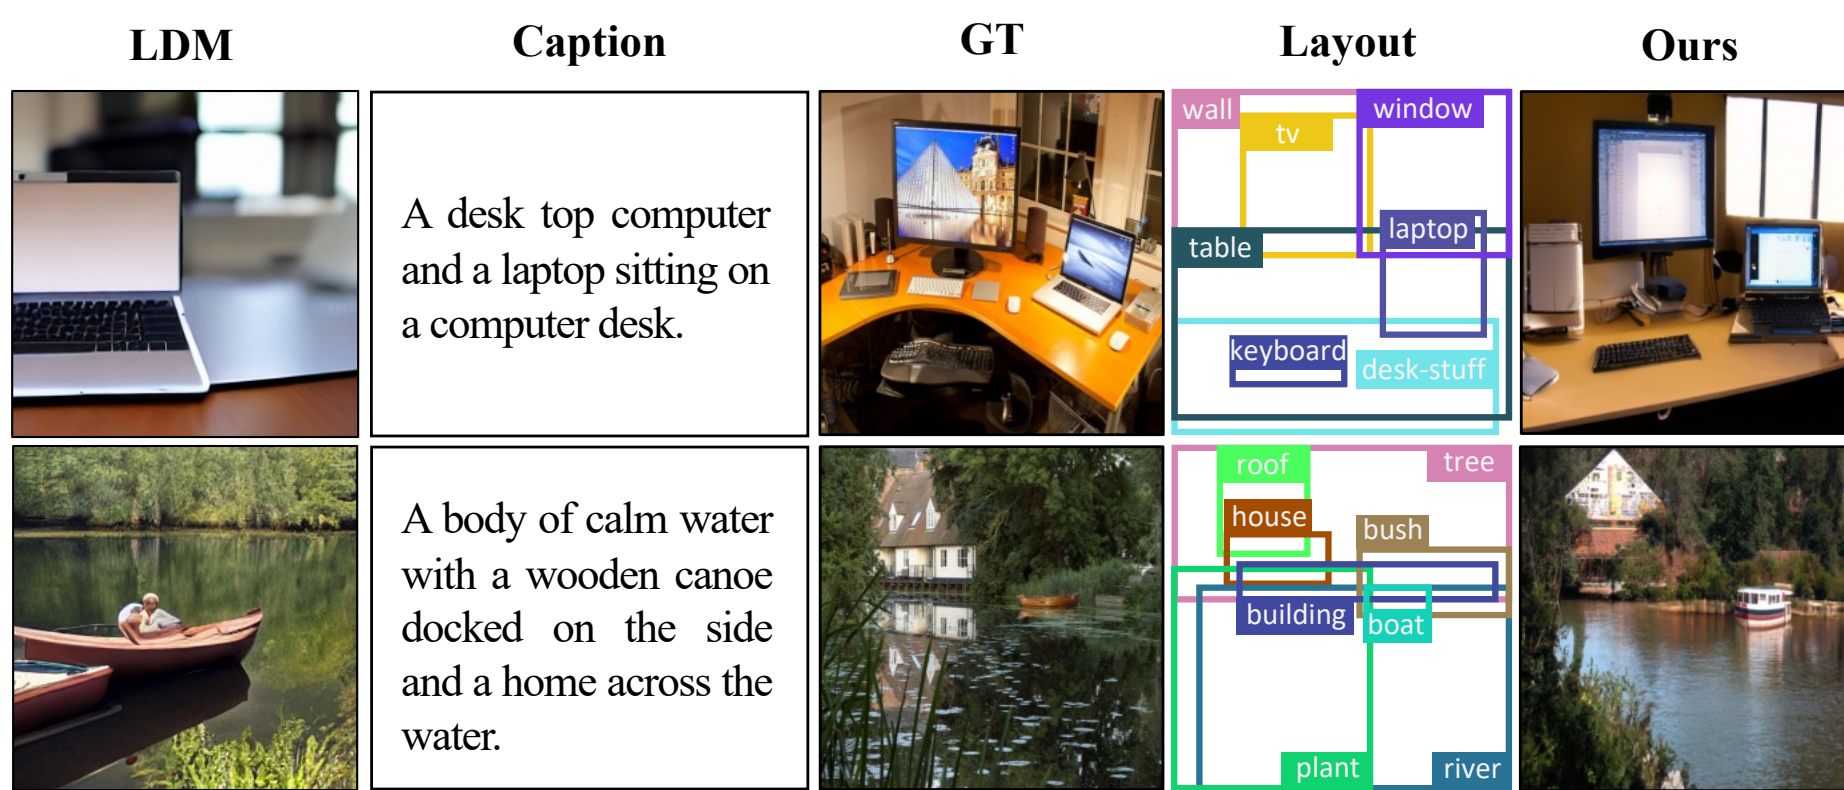 LDM Caption GT Layout Ours
A desk top computer
and a laptop sitting on
a computer desk.
wall
window
tv
laptop
table
keyboard
desk-stuff
A body of calm water
with a wooden canoe
docked on the side
and a home across the
water.
roof
tree
house
bush
building
boat
plant
river